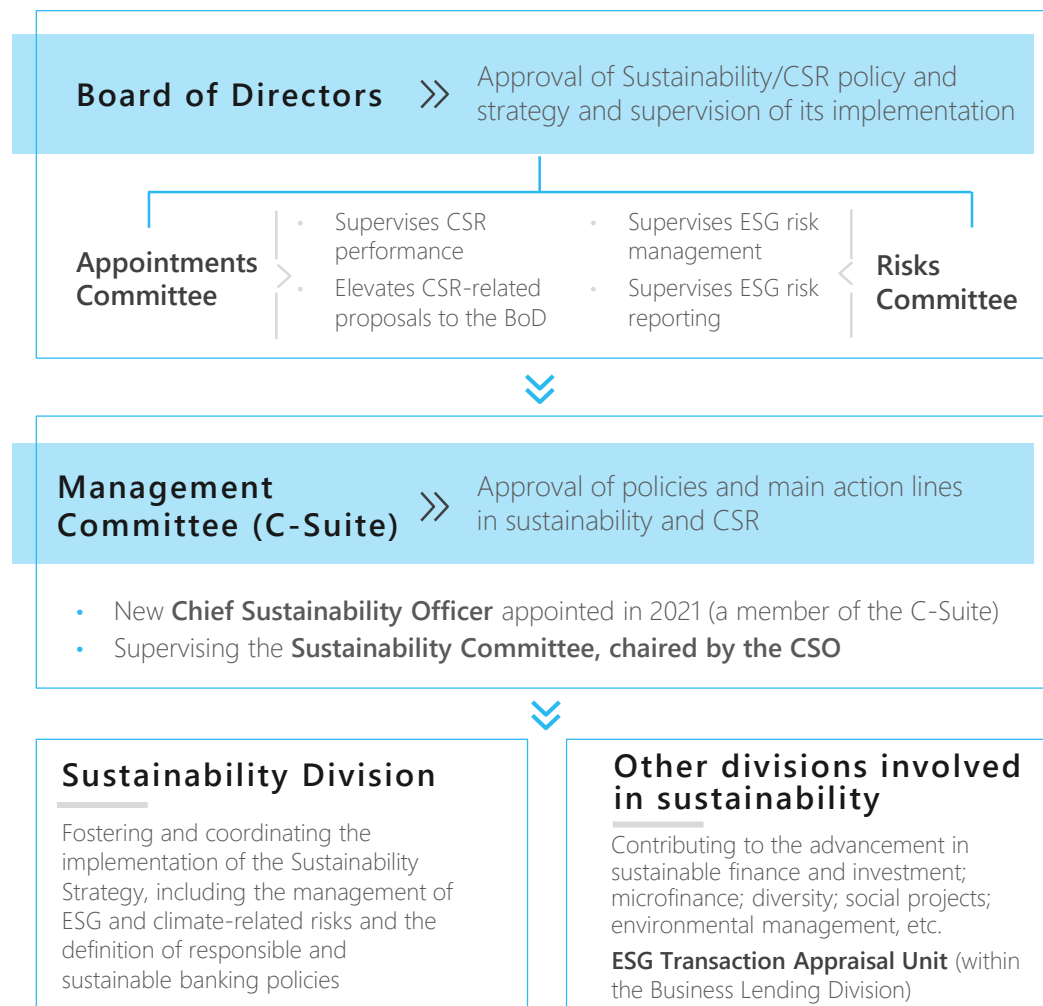 Board of Directors
Approval of Sustainability/CSR policy and
strategy and supervision of its implementation
Appointments
Committee
• Supervises CSR
performance
• Elevates CSR-related
proposals to the BoD
• Supervises ESG risk
management
• Supervises ESG risk
reporting
Risks
Committee
Management
Committee (C-Suite)
Approval of policies and main action lines
in sustainability and CSR
• New Chief Sustainability Officer appointed in 2021 (a member of the C-Suite)
• Supervising the Sustainability Committee, chaired by the CSO
Sustainability Division
Fostering and coordinating the
implementation of the Sustainability
Strategy, including the management of
ESG and climate-related risks and the
definition of responsible and
sustainable banking policies
Other divisions involved
in sustainability
Contributing to the advancement in
sustainable finance and investment;
microfinance; diversity; social projects;
environmental management, etc.
ESG Transaction Appraisal Unit (within
the Business Lending Division)